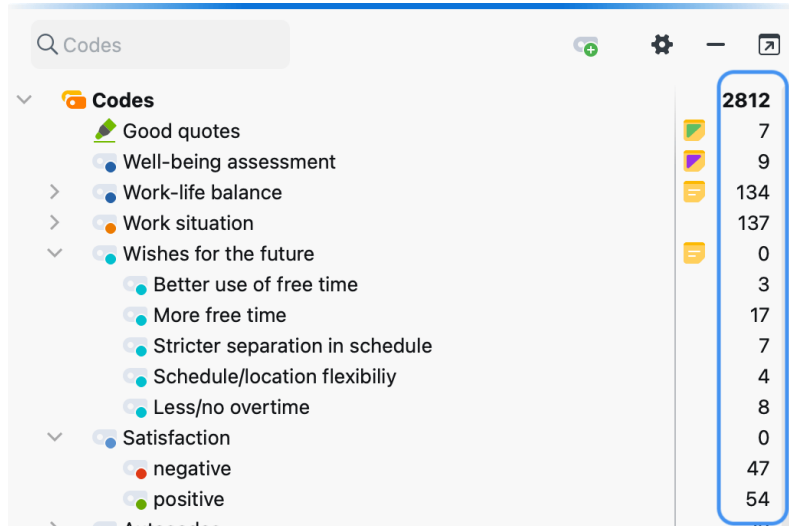 Codes
Codes 2812
Good quotes 7
Well-being assessment 9
Work-life balance 134
Work situation 137
Wishes for the future 0
Better use of free time 3
More free time 17
Stricter separation in schedule 7
Schedule/location flexibiliy 4
Less/no overtime 8
Satisfaction 0
negative 47
positive 54